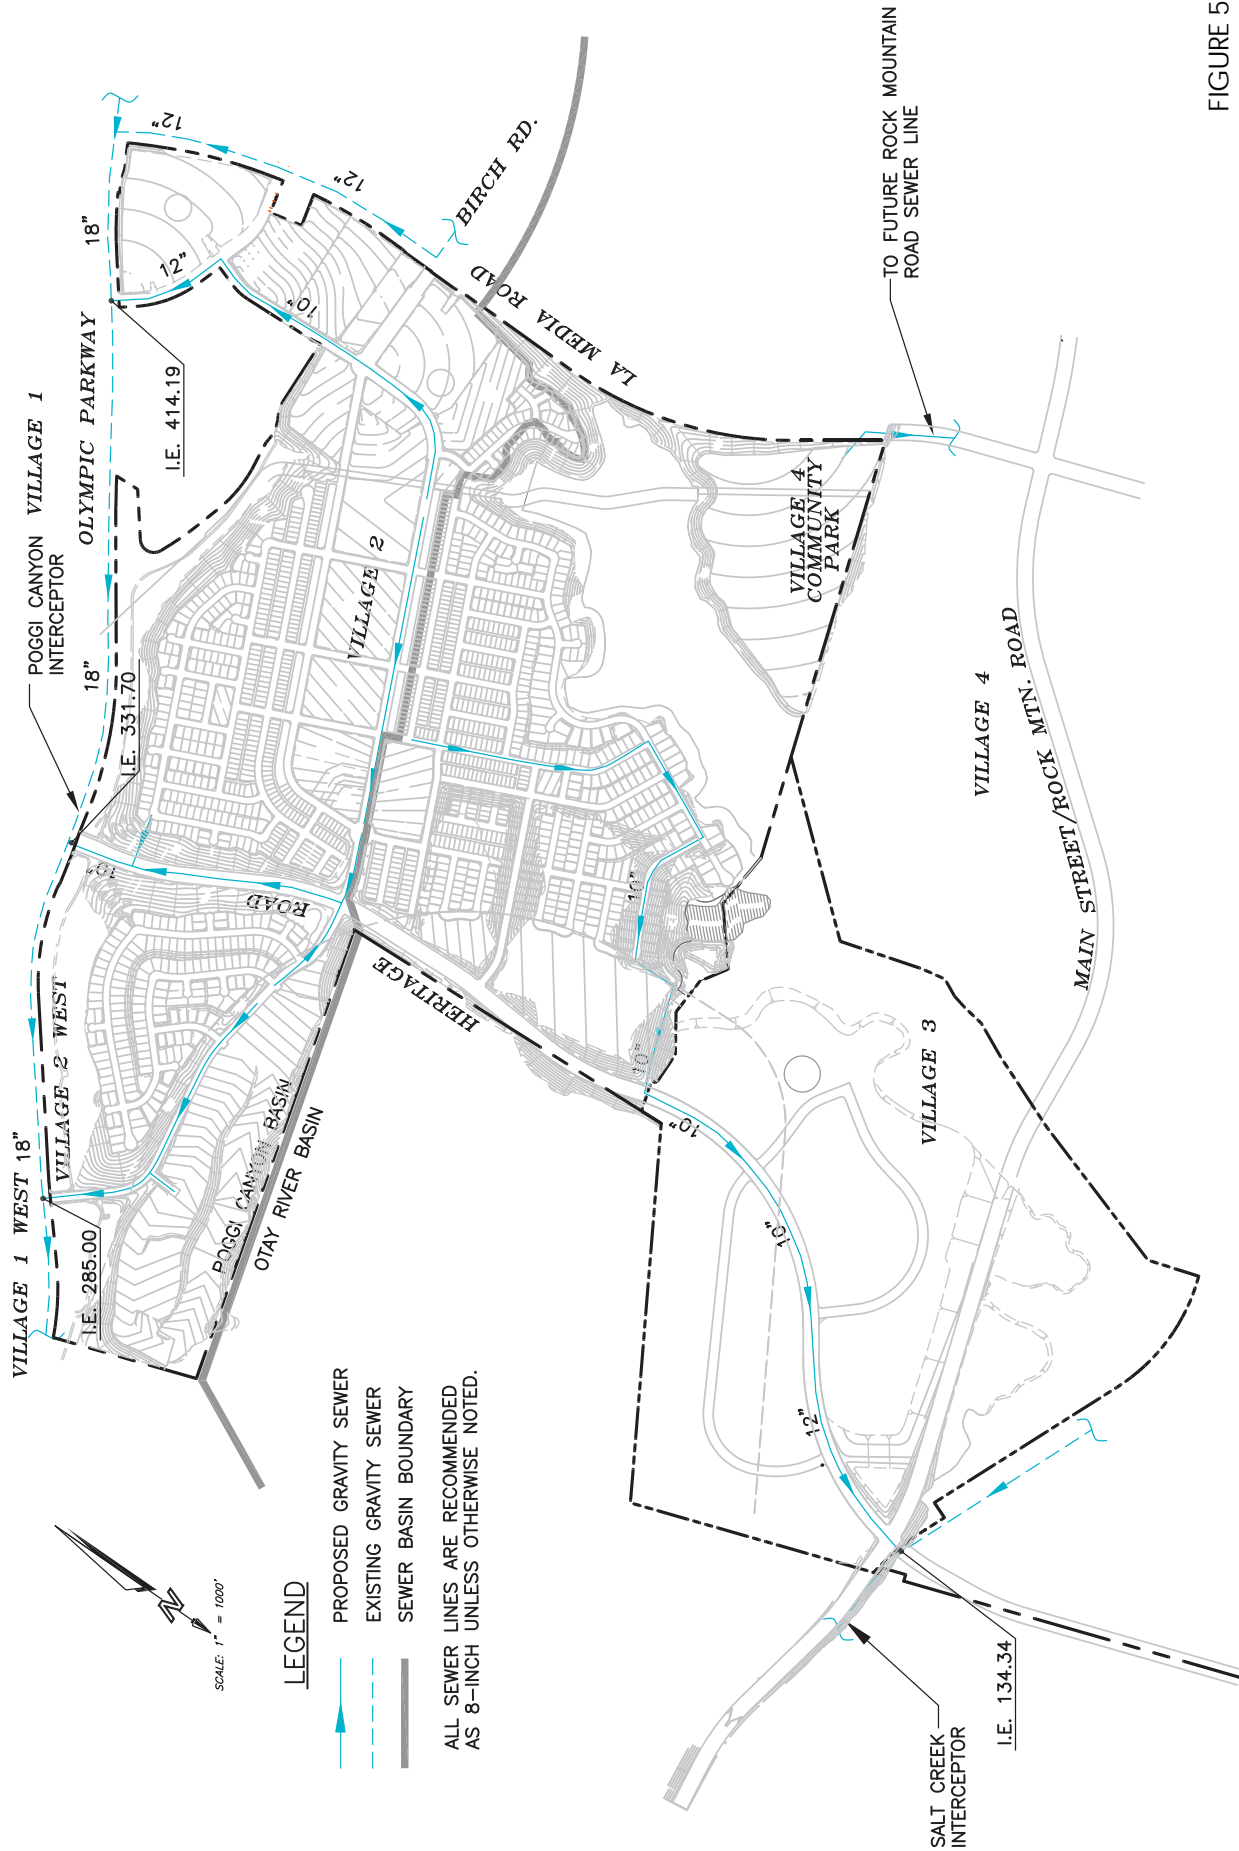 POGGI CANYON
INTERCEPTOR
VILLAGE 1
OLYMPIC PARKWAY
18"
12"
12"
12"
10"
I.E. 414.19
BIRCH RD.
LA MEDIA ROAD
TO FUTURE ROCK MOUNTAIN
ROAD SEWER LINE
FIGURE 5
18"
I.E. 331.70
VILLAGE 2
10"
HERITAGE
ROAD
10"
VILLAGE 4
COMMUNITY
PARK
VILLAGE 4
MAIN STREET/ROCK MTN. ROAD
VILLAGE 1 WEST
18"
VILLAGE 2 WEST
I.E. 285.00
POGGI CANYON BASIN
OTAY RIVER BASIN
10"
10"
10"
12"
VILLAGE 3
N
SCALE: 1" = 1000'
LEGEND
PROPOSED GRAVITY SEWER
EXISTING GRAVITY SEWER
SEWER BASIN BOUNDARY
ALL SEWER LINES ARE RECOMMENDED
AS 8-INCH UNLESS OTHERWISE NOTED.
SALT CREEK
INTERCEPTOR
I.E. 134.34